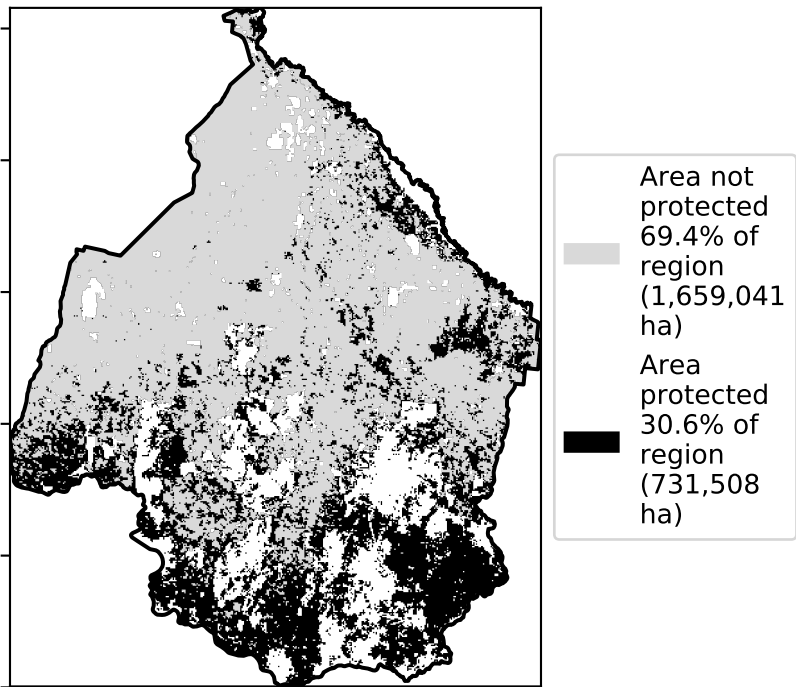 Area not
protected
69.4% of
region
(1,659,041
ha)
Area
protected
30.6% of
region
(731,508
ha)